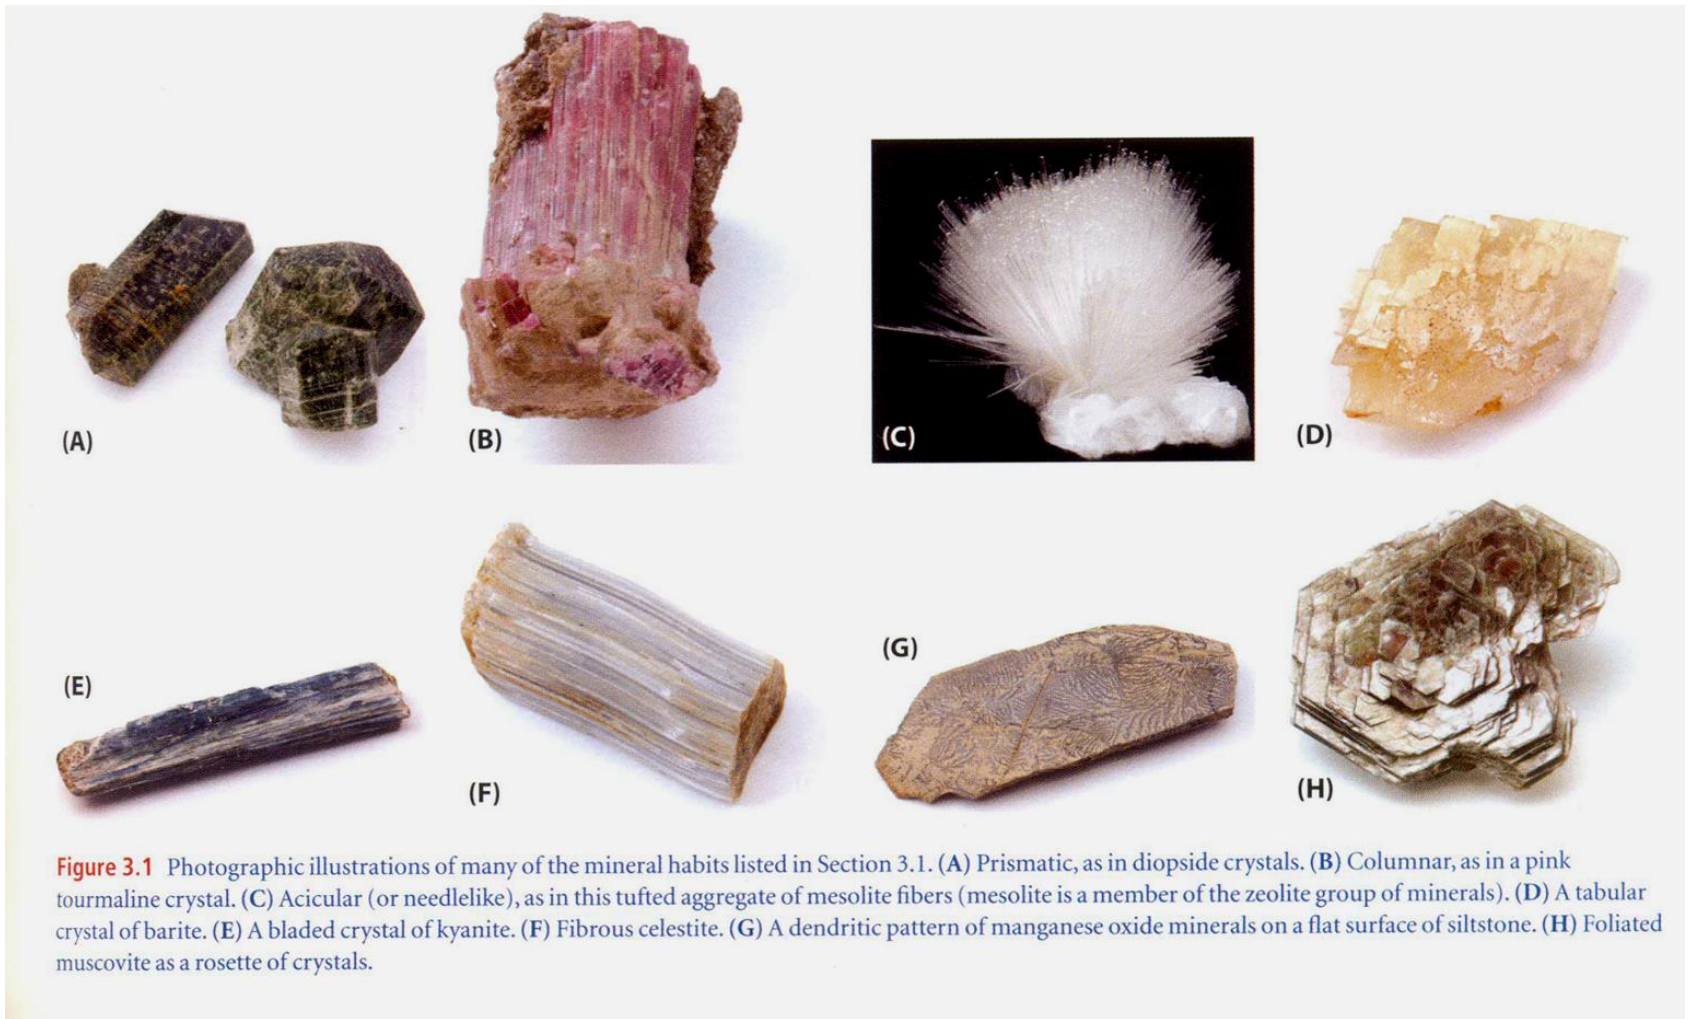 (A)
(B)
(C)
(D)
(E)
(F)
(G)
(H)
Figure 3.1 Photographic illustrations of many of the mineral habits listed in Section 3.1. (A) Prismatic, as in diopside crystals. (B) Columnar, as in a pink
tourmaline crystal. (C) Acicular (or needlelike), as in this tufted aggregate of mesolite fibers (mesolite is a member of the zeolite group of minerals). (D) A tabular
crystal of barite. (E) A bladed crystal of kyanite. (F) Fibrous celestite. (G) A dendritic pattern of manganese oxide minerals on a flat surface of siltstone. (H) Foliated
muscovite as a rosette of crystals.